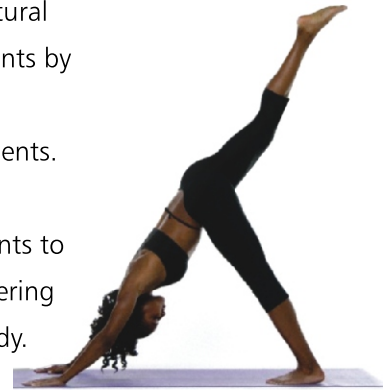 tural
nts by
ents.
nts to
ering
dy.